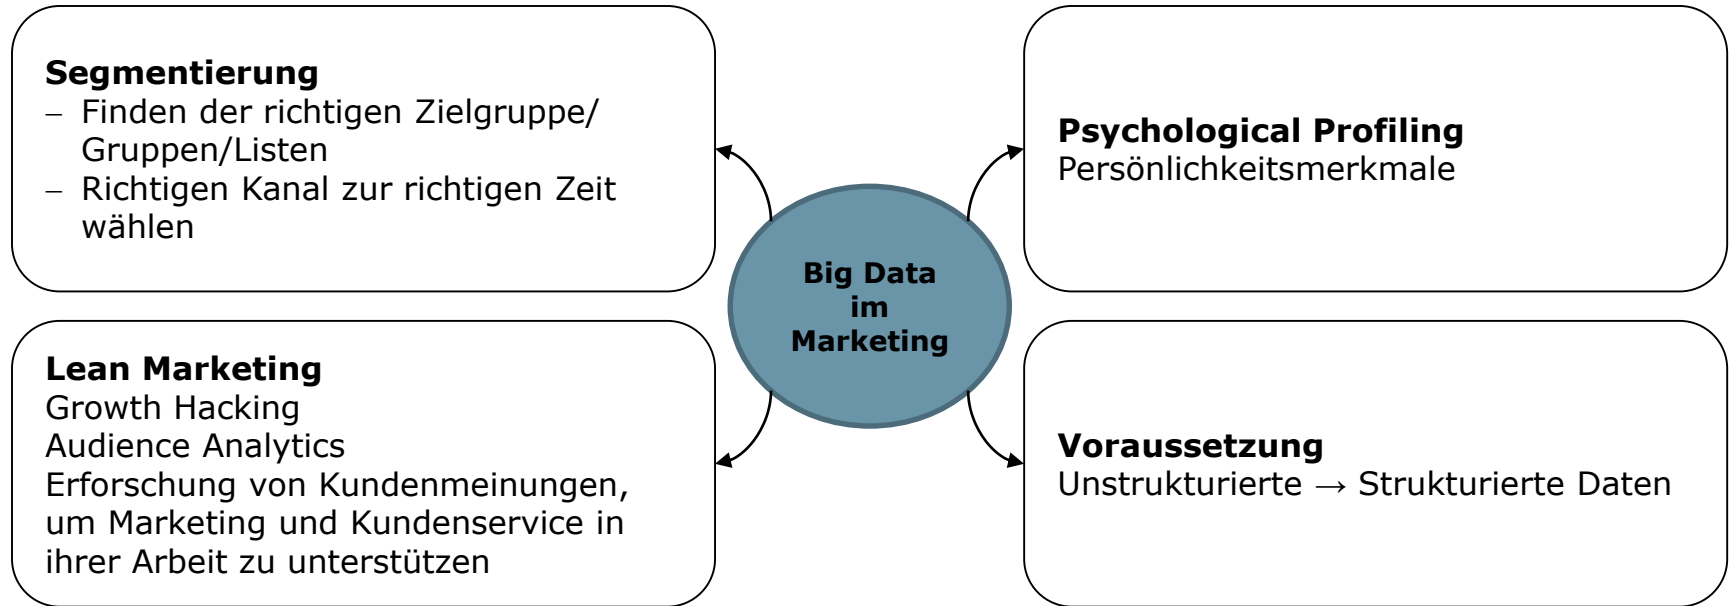 Segmentierung
– Finden der richtigen Zielgruppe/
Gruppen/Listen
– Richtigen Kanal zur richtigen Zeit
wählen
Psychological Profiling
Persönlichkeitsmerkmale
Big Data
im
Marketing
Lean Marketing
Growth Hacking
Audience Analytics
Erforschung von Kundenmeinungen,
um Marketing und Kundenservice in
ihrer Arbeit zu unterstützen
Voraussetzung
Unstrukturierte → Strukturierte Daten